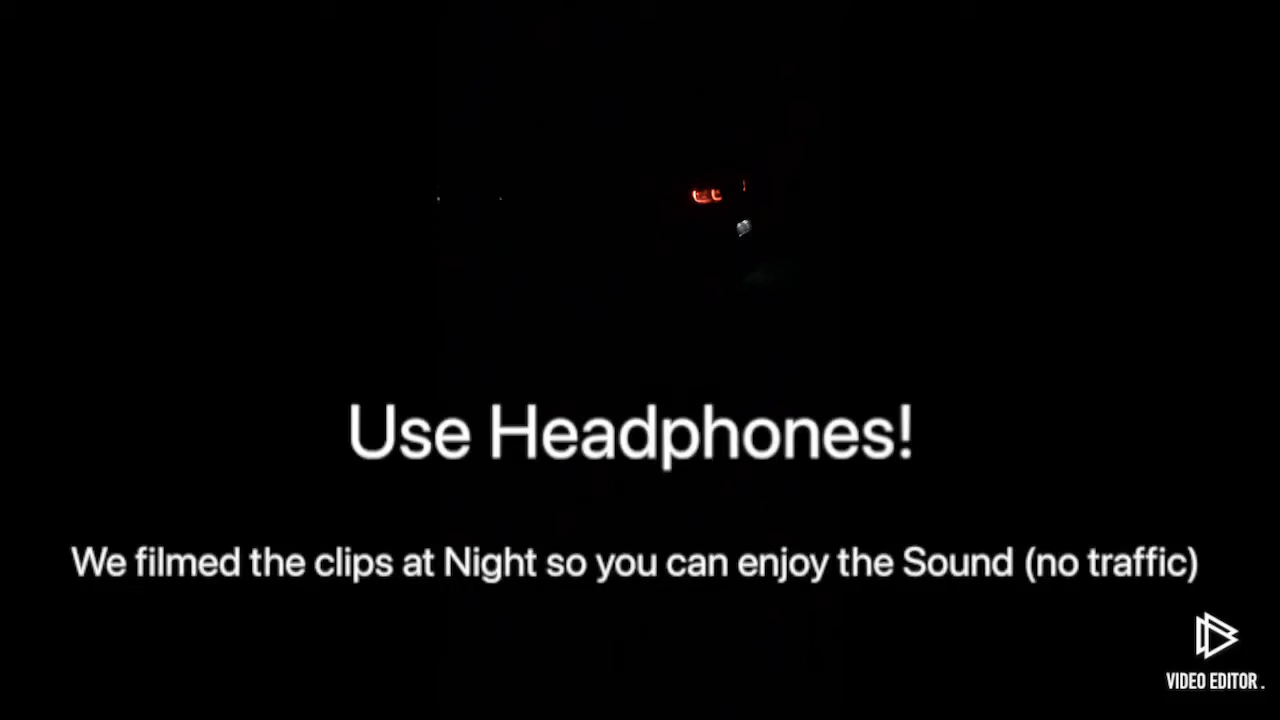 Use Headphones!
We filmed the clips at Night so you can enjoy the Sound (no traffic)
VIDEO EDITOR .